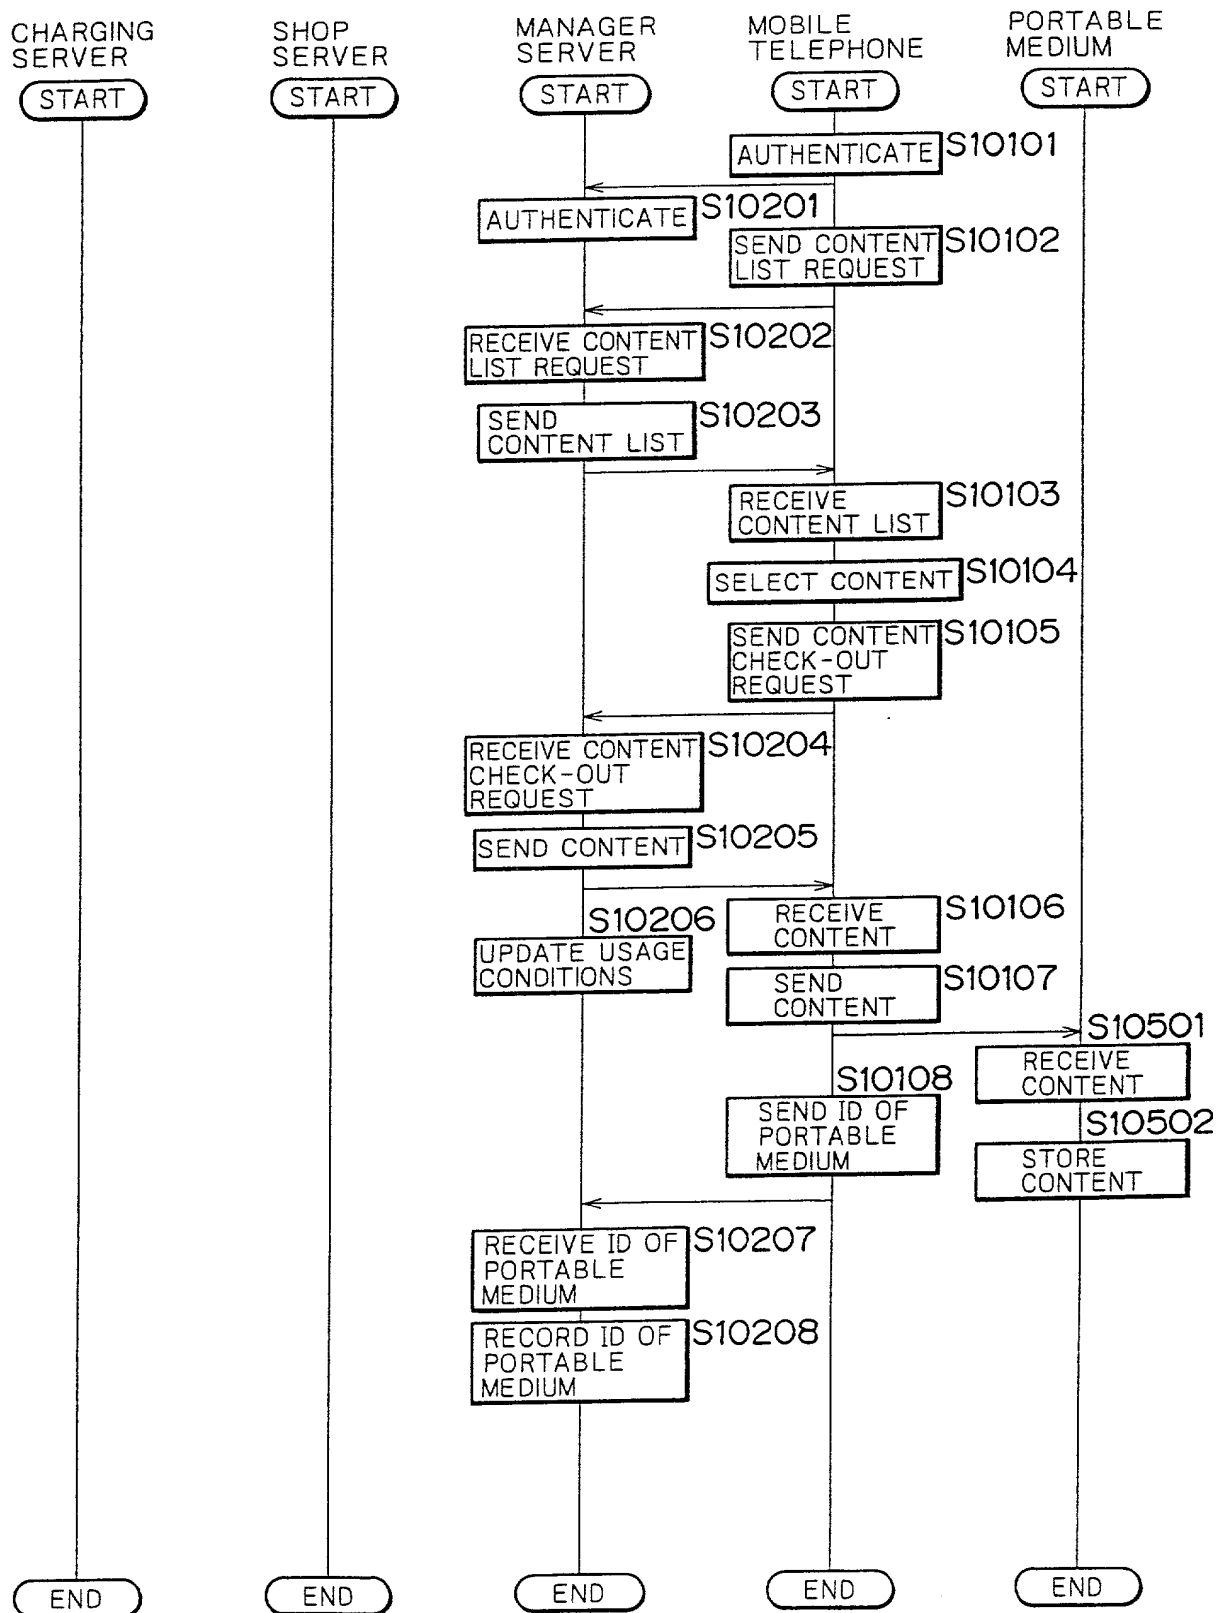 CHARGING
SERVER
SHOP
SERVER
MANAGER
SERVER
MOBILE
TELEPHONE
PORTABLE
MEDIUM
START
START
START
START
START
AUTHENTICATE
S10101
AUTHENTICATE
S10201
SEND CONTENT
LIST REQUEST
S10102
RECEIVE CONTENT
LIST REQUEST
S10202
SEND
CONTENT LIST
S10203
RECEIVE
CONTENT LIST
S10103
SELECT CONTENT
S10104
SEND CONTENT
CHECK-OUT
REQUEST
S10105
RECEIVE CONTENT
CHECK-OUT
REQUEST
S10204
SEND CONTENT
S10205
RECEIVE
CONTENT
S10106
S10206
UPDATE USAGE
CONDITIONS
SEND
CONTENT
S10107
S10501
RECEIVE
CONTENT
S10108
SEND ID OF
PORTABLE
MEDIUM
S10502
STORE
CONTENT
RECEIVE ID OF
PORTABLE
MEDIUM
S10207
RECORD ID OF
PORTABLE
MEDIUM
S10208
END
END
END
END
END